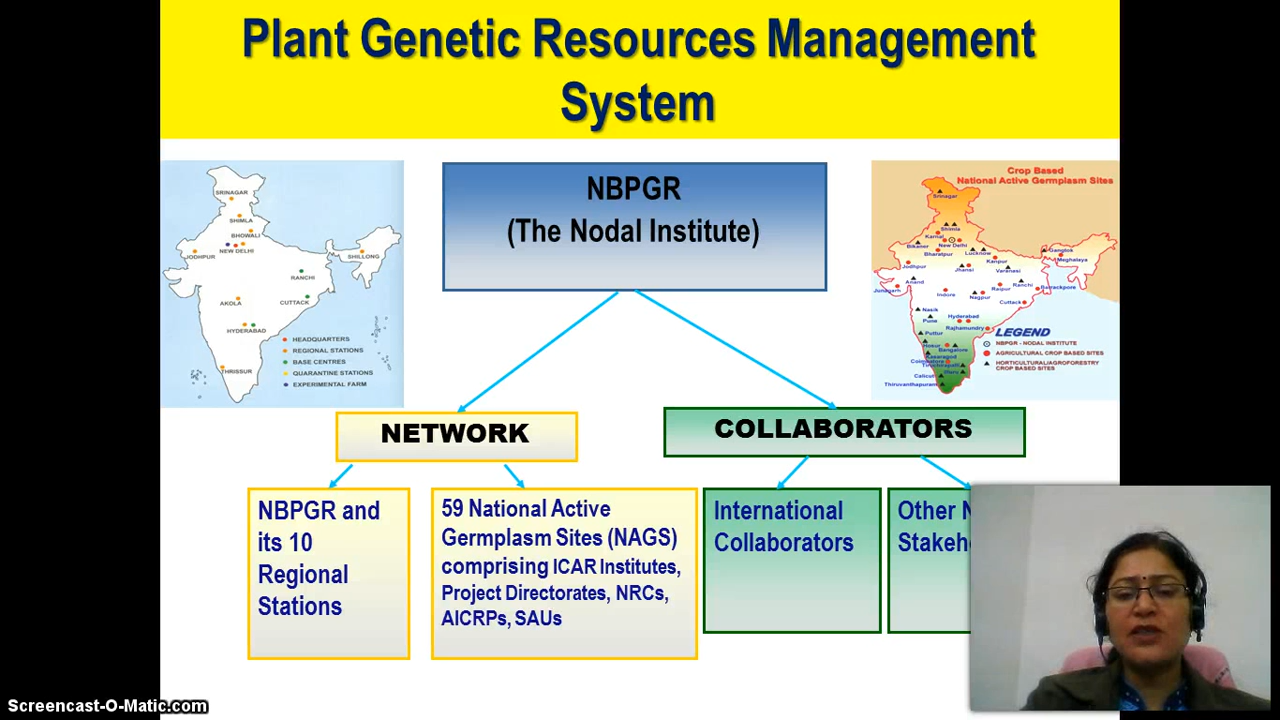 Plant Genetic Resources Management
System
SRINAGAR
SHIMLA
BHOWALI
NEW DELHI
JODHPUR
SHILLONG
RANCHI
CUTTACK
AKOLA
HYDERABAD
THRISSUR
HEADQUARTERS
REGIONAL STATIONS
BASE CENTRES
QUARANTINE STATIONS
EXPERIMENTAL FARM
NBPGR
(The Nodal Institute)
Crop Based
National Active Germplasm Sites
Srinagar
Shimla
Karnal
New Delhi
Bikaner
Bharatpur
Lucknow
Kanpur
Gangtok
Meghalaya
Jodhpur
Jhansi
Varanasi
Anand
Ranchi
Junagarh
Indore
Raipur
Barrackpore
Nagpur
Cuttack
Nasik
Pune
Hyderabad
Rajhamundry
Puttur
Hosur
Bangalore
Kasaragod
Coimbatore
Tiruchirapalli
Calicut
Thiruvanthapuram
LEGEND
NBPGR - NODAL INSTITUTE
AGRICULTURAL CROP BASED SITES
HORTICULTURAL/AGROFORESTRY
CROP BASED SITES
NETWORK
COLLABORATORS
NBPGR and
its 10
Regional
Stations
59 National Active
Germplasm Sites (NAGS)
comprising ICAR Institutes,
Project Directorates, NRCs,
AICRPs, SAUs
International
Collaborators
Other N
Stakeh
Screencast-O-Matic.com